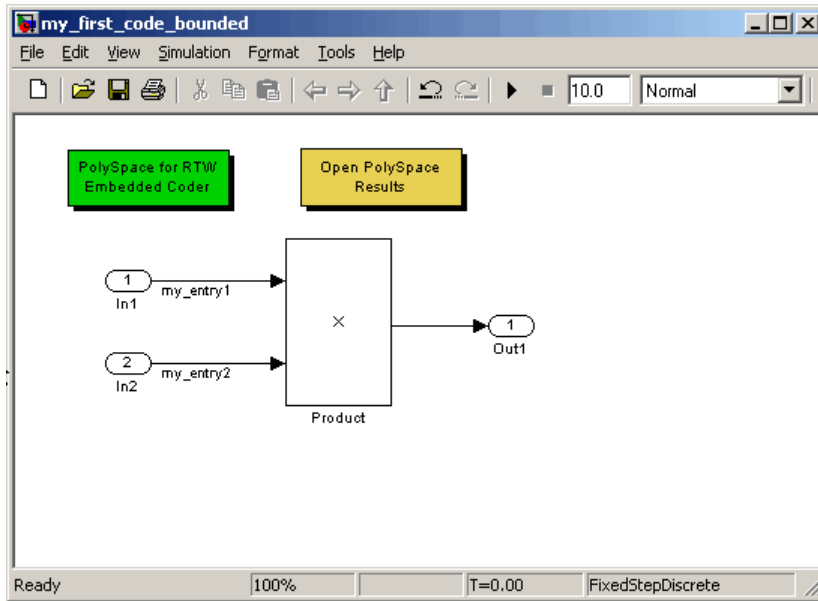 my_first_code_bounded
File Edit View Simulation Format Tools Help
10.0 Normal
PolySpace for RTW
Embedded Coder
Open PolySpace
Results
1
In1
my_entry1
2
In2
my_entry2
×
Product
1
Out1
Ready 100% T=0.00 FixedStepDiscrete